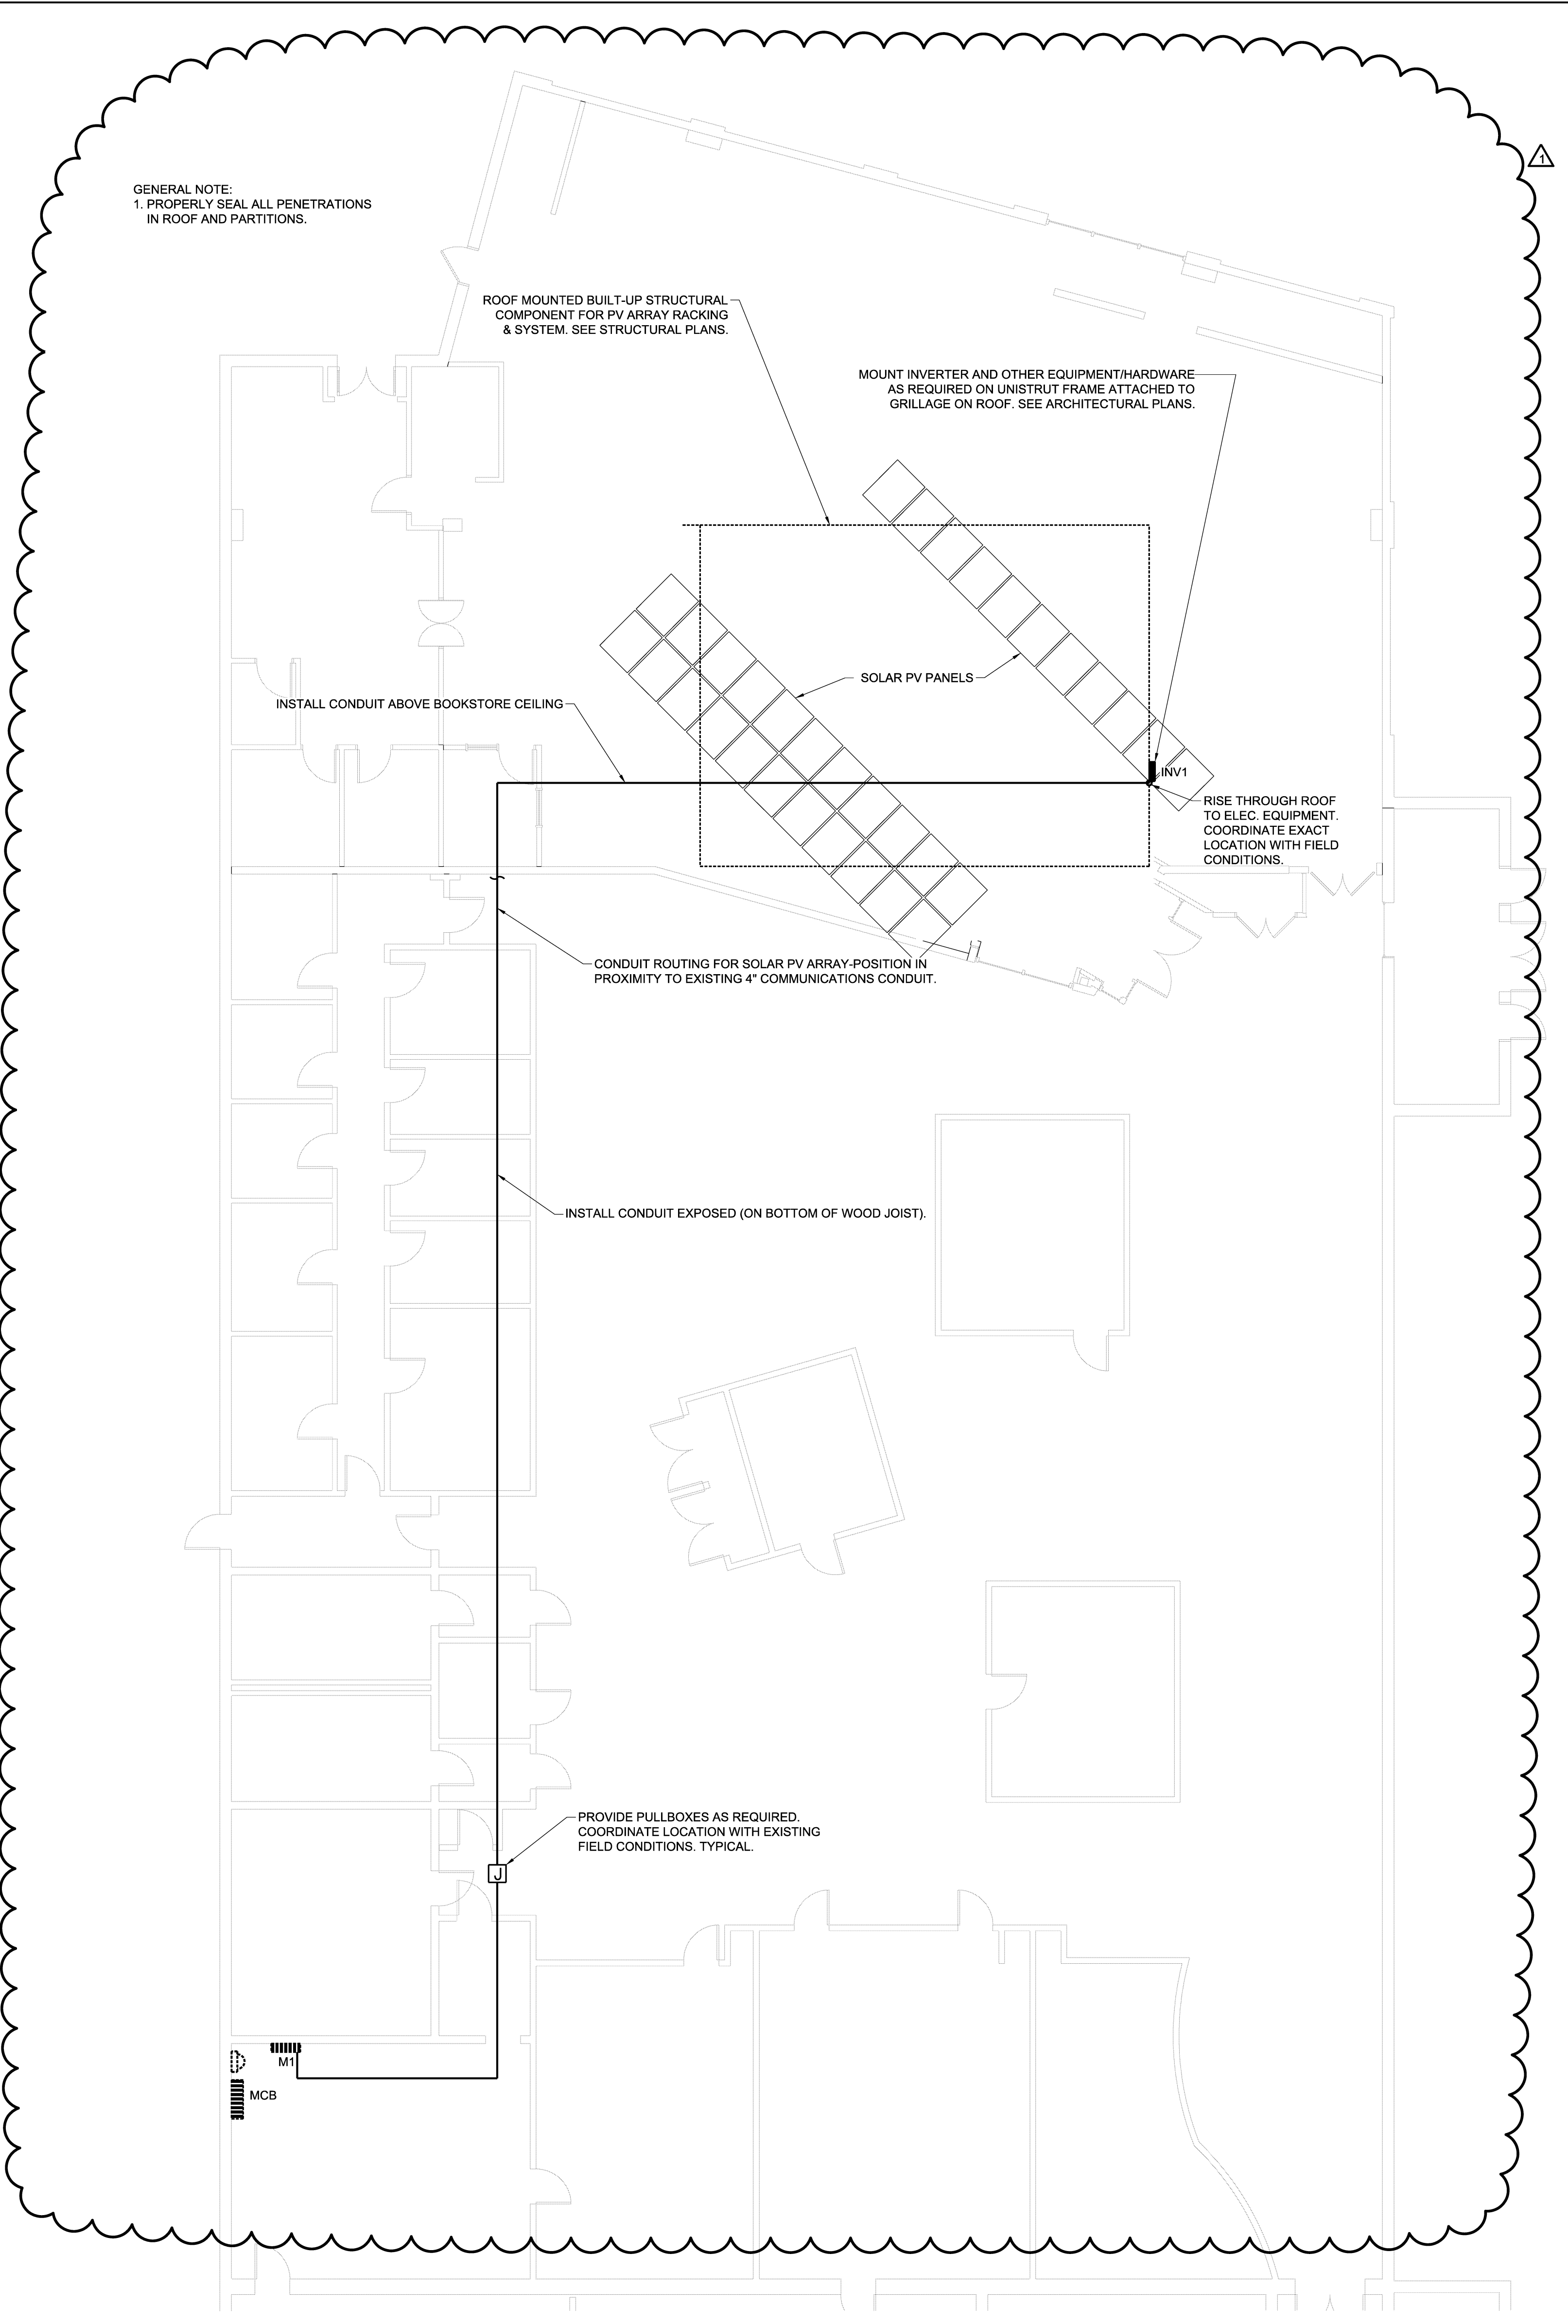 1
GENERAL NOTE:
1. PROPERLY SEAL ALL PENETRATIONS
IN ROOF AND PARTITIONS.
ROOF MOUNTED BUILT-UP STRUCTURAL
COMPONENT FOR PV ARRAY RACKING
& SYSTEM. SEE STRUCTURAL PLANS.
MOUNT INVERTER AND OTHER EQUIPMENT/HARDWARE
AS REQUIRED ON UNISTRUT FRAME ATTACHED TO
GRILLAGE ON ROOF. SEE ARCHITECTURAL PLANS.
SOLAR PV PANELS
INSTALL CONDUIT ABOVE BOOKSTORE CEILING
INV1
RISE THROUGH ROOF
TO ELEC. EQUIPMENT.
COORDINATE EXACT
LOCATION WITH FIELD
CONDITIONS.
CONDUIT ROUTING FOR SOLAR PV ARRAY-POSITION IN
PROXIMITY TO EXISTING 4" COMMUNICATIONS CONDUIT.
INSTALL CONDUIT EXPOSED (ON BOTTOM OF WOOD JOIST).
PROVIDE PULLBOXES AS REQUIRED.
COORDINATE LOCATION WITH EXISTING
FIELD CONDITIONS. TYPICAL.
J
M1
MCB